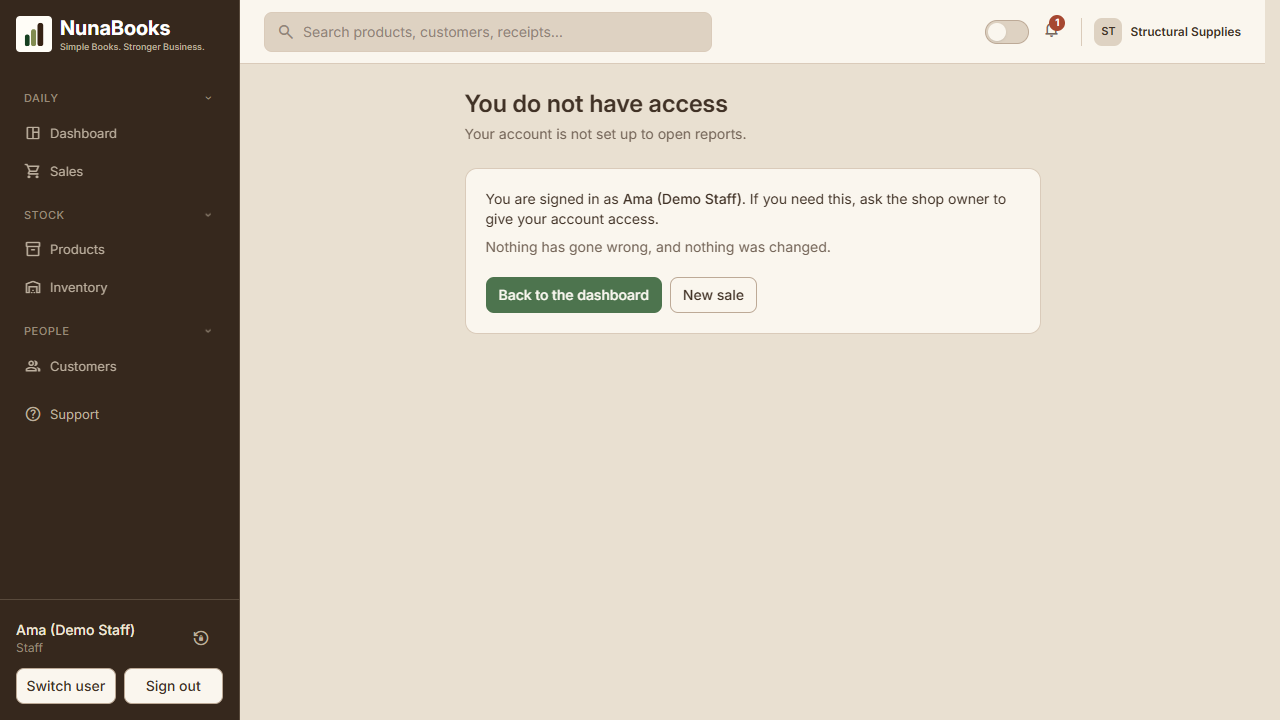 NunaBooks
Simple Books. Stronger Business.
DAILY
Dashboard
Sales
STOCK
Products
Inventory
PEOPLE
Customers
Support
Ama (Demo Staff)
Staff
Switch user
Sign out
Search products, customers, receipts...
1
ST
Structural Supplies
You do not have access
Your account is not set up to open reports.
You are signed in as Ama (Demo Staff). If you need this, ask the shop owner to
give your account access.
Nothing has gone wrong, and nothing was changed.
Back to the dashboard
New sale